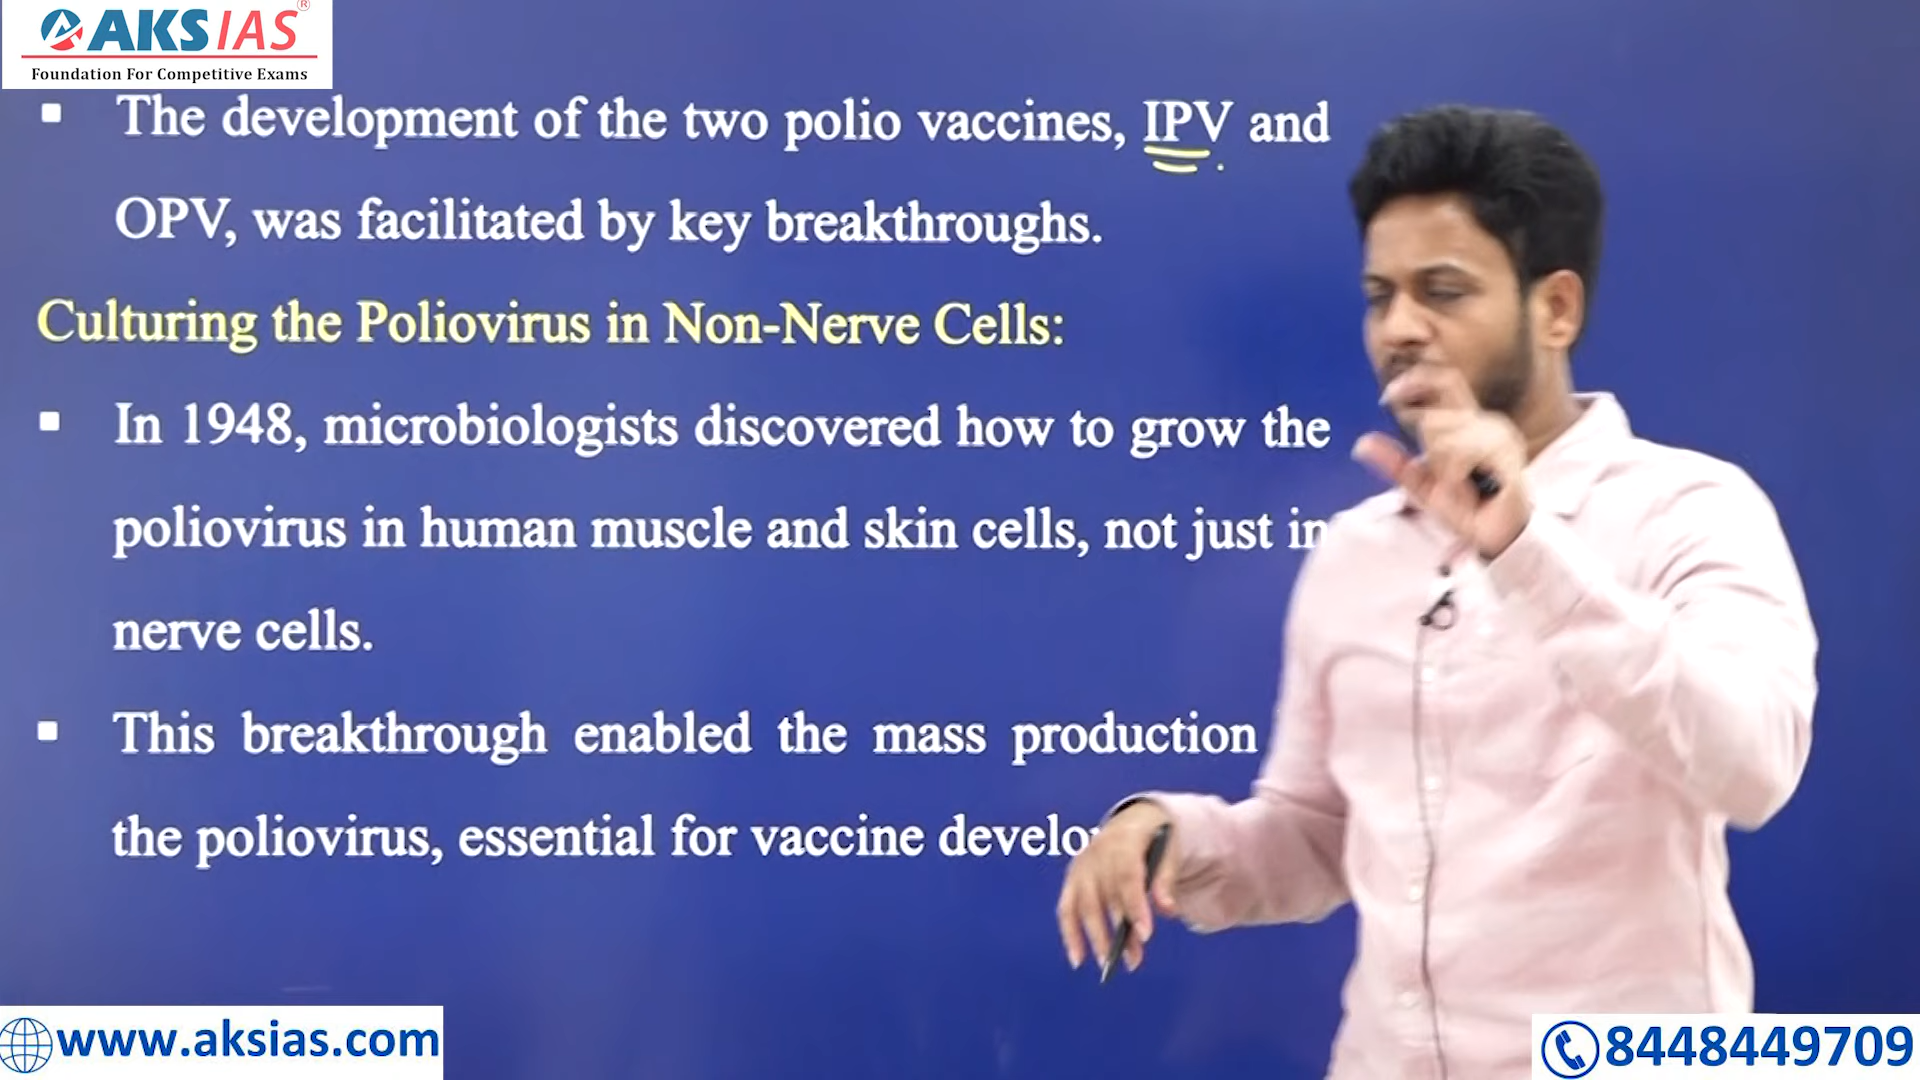 AKS IAS®
Foundation For Competitive Exams
▪ The development of the two polio vaccines, IPV and
OPV, was facilitated by key breakthroughs.
Culturing the Poliovirus in Non-Nerve Cells:
▪ In 1948, microbiologists discovered how to grow the
poliovirus in human muscle and skin cells, not just in
nerve cells.
▪ This breakthrough enabled the mass production
the poliovirus, essential for vaccine
www.aksias.com
8448449709